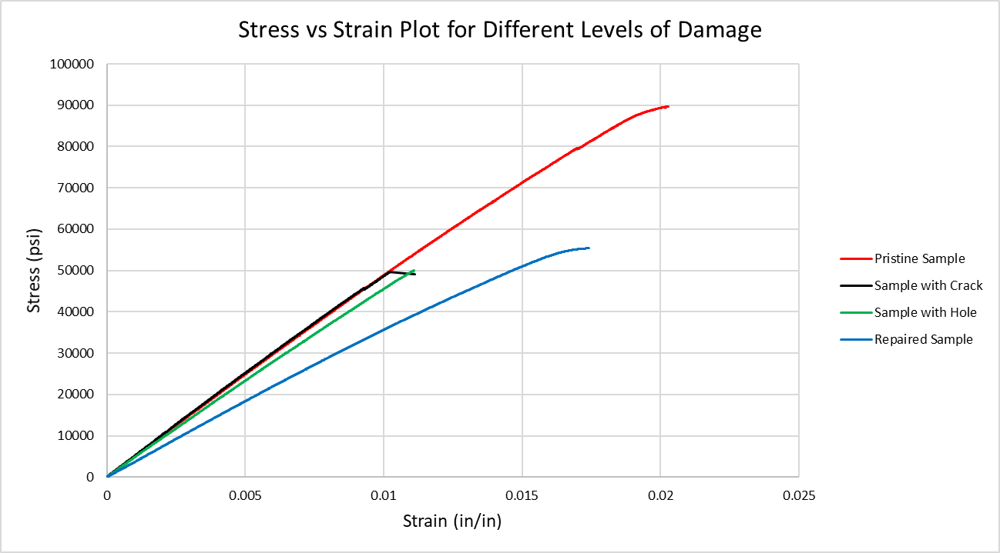 Stress vs Strain Plot for Different Levels of Damage
100000
90000
80000
70000
60000
50000
40000
30000
20000
10000
0
Stress (psi)
0 0.005 0.01 0.015 0.02 0.025
Strain (in/in)
Pristine Sample
Sample with Crack
Sample with Hole
Repaired Sample